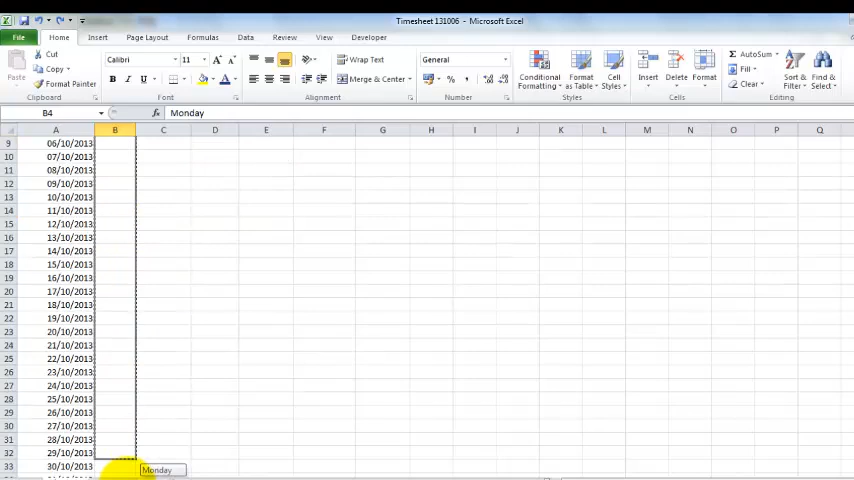 Timesheet 131006 - Microsoft Excel
File Home Insert Page Layout Formulas Data Review View Developer
Paste Cut Copy Format Painter Clipboard
Calibri 11 A A B I U A Font
Wrap Text Merge & Center Alignment
General % , Number
Conditional Formatting Format as Table Cell Styles Styles
Insert Delete Format Cells
AutoSum Fill Clear Sort & Filter Find & Select Editing
B4 fx Monday
A B C D E F G H I J K L M N O P Q
9 06/10/2013
10 07/10/2013
11 08/10/2013
12 09/10/2013
13 10/10/2013
14 11/10/2013
15 12/10/2013
16 13/10/2013
17 14/10/2013
18 15/10/2013
19 16/10/2013
20 17/10/2013
21 18/10/2013
22 19/10/2013
23 20/10/2013
24 21/10/2013
25 22/10/2013
26 23/10/2013
27 24/10/2013
28 25/10/2013
29 26/10/2013
30 27/10/2013
31 28/10/2013
32 29/10/2013
33 30/10/2013
Monday